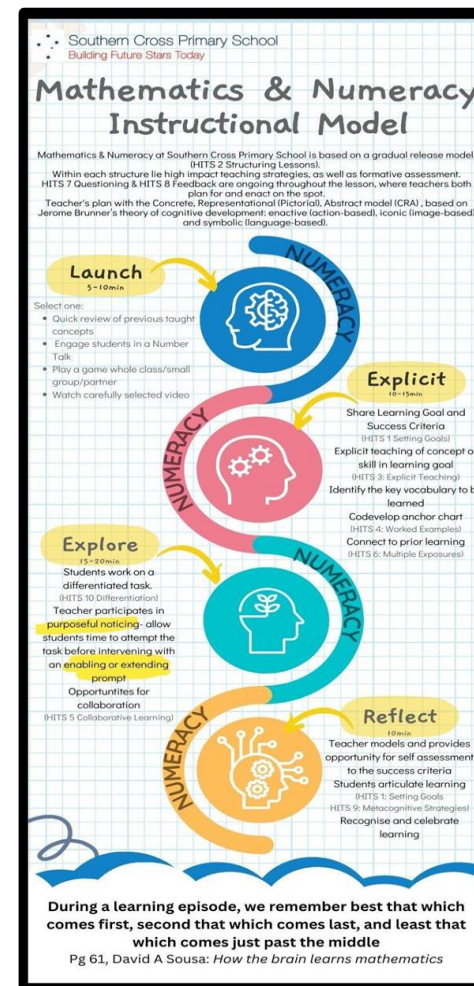 Southern Cross Primary School
Building Future Stars Today
Mathematics & Numeracy
Instructional Model
Mathematics & Numeracy at Southern Cross Primary School is based on a gradual release model
(HITS 2 Structuring Lessons).
Within each structure lie high impact teaching strategies, as well as formative assessment.
HITS 7 Questioning & HITS 8 Feedback are ongoing throughout the lesson, where teachers both
plan for and enact on the spot.
Teacher's plan with the Concrete, Representational (Pictorial), Abstract model (CRA) , based on
Jerome Brunner's theory of cognitive development: enactive (action-based), iconic (image-based)
and symbolic (language-based).
NUMERACY
Launch
5-10min
Select one:
• Quick review of previous taught
concepts
• Engage students in a Number
Talk
• Play a game whole class/small
group/partner
• Watch carefully selected video
NUMERACY
Explicit
10-15min
Share Learning Goal and
Success Criteria
(HITS 1 Setting Goals)
Explicit teaching of concept o
skill in learning goal
(HITS 3: Explicit Teaching)
Identify the key vocabulary to b
learned
Codevelop anchor chart
(HITS 4: Worked Examples)
Connect to prior learning
(HITS 6: Multiple Exposures)
NUMERACY
Explore
15-20min
Students work on a
differentiated task.
(HITS 10 Differentiation)
Teacher participates in
purposeful noticing- allow
students time to attempt the
task before intervening with
an enabling or extending
prompt
Opportunites for
collaboration
(HITS 5 Collaborative Learning)
NUMERACY
Reflect
10min
Teacher models and provides
opportunity for self assessment
to the success criteria
Students articulate learning
(HITS 1: Setting Goals
HITS 9: Metacognitive Strategies)
Recognise and celebrate
learning
During a learning episode, we remember best that which
comes first, second that which comes last, and least that
which comes just past the middle
Pg 61, David A Sousa: How the brain learns mathematics